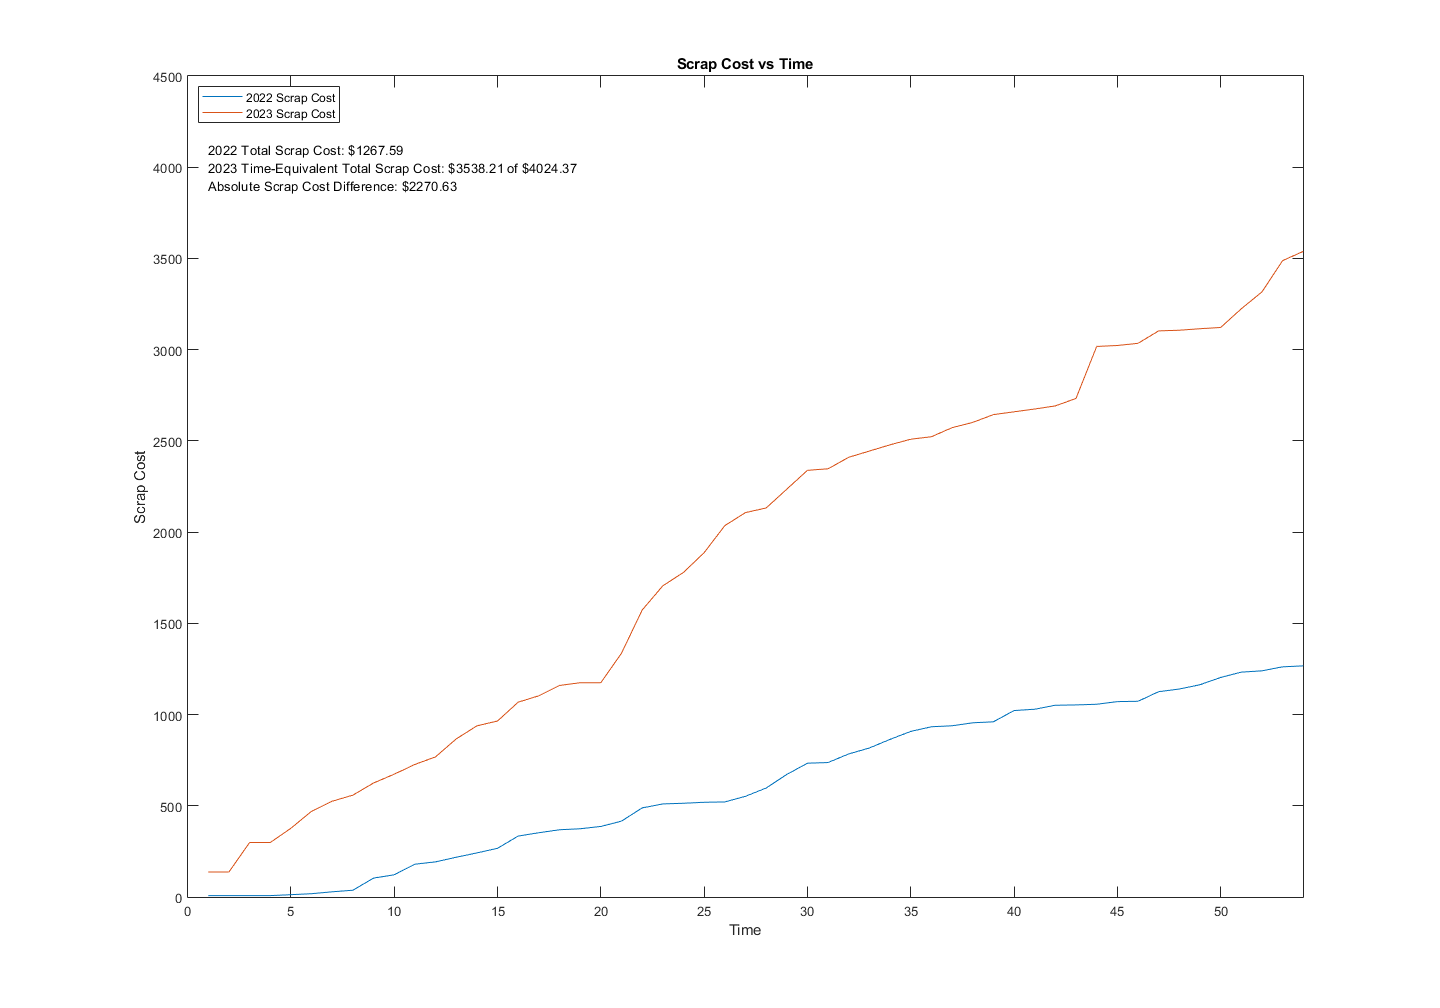 Scrap Cost vs Time
4500
4000
3500
3000
2500
2000
1500
1000
500
0
Scrap Cost
2022 Scrap Cost
2023 Scrap Cost
2022 Total Scrap Cost: $1267.59
2023 Time-Equivalent Total Scrap Cost: $3538.21 of $4024.37
Absolute Scrap Cost Difference: $2270.63
0 5 10 15 20 25 30 35 40 45 50
Time